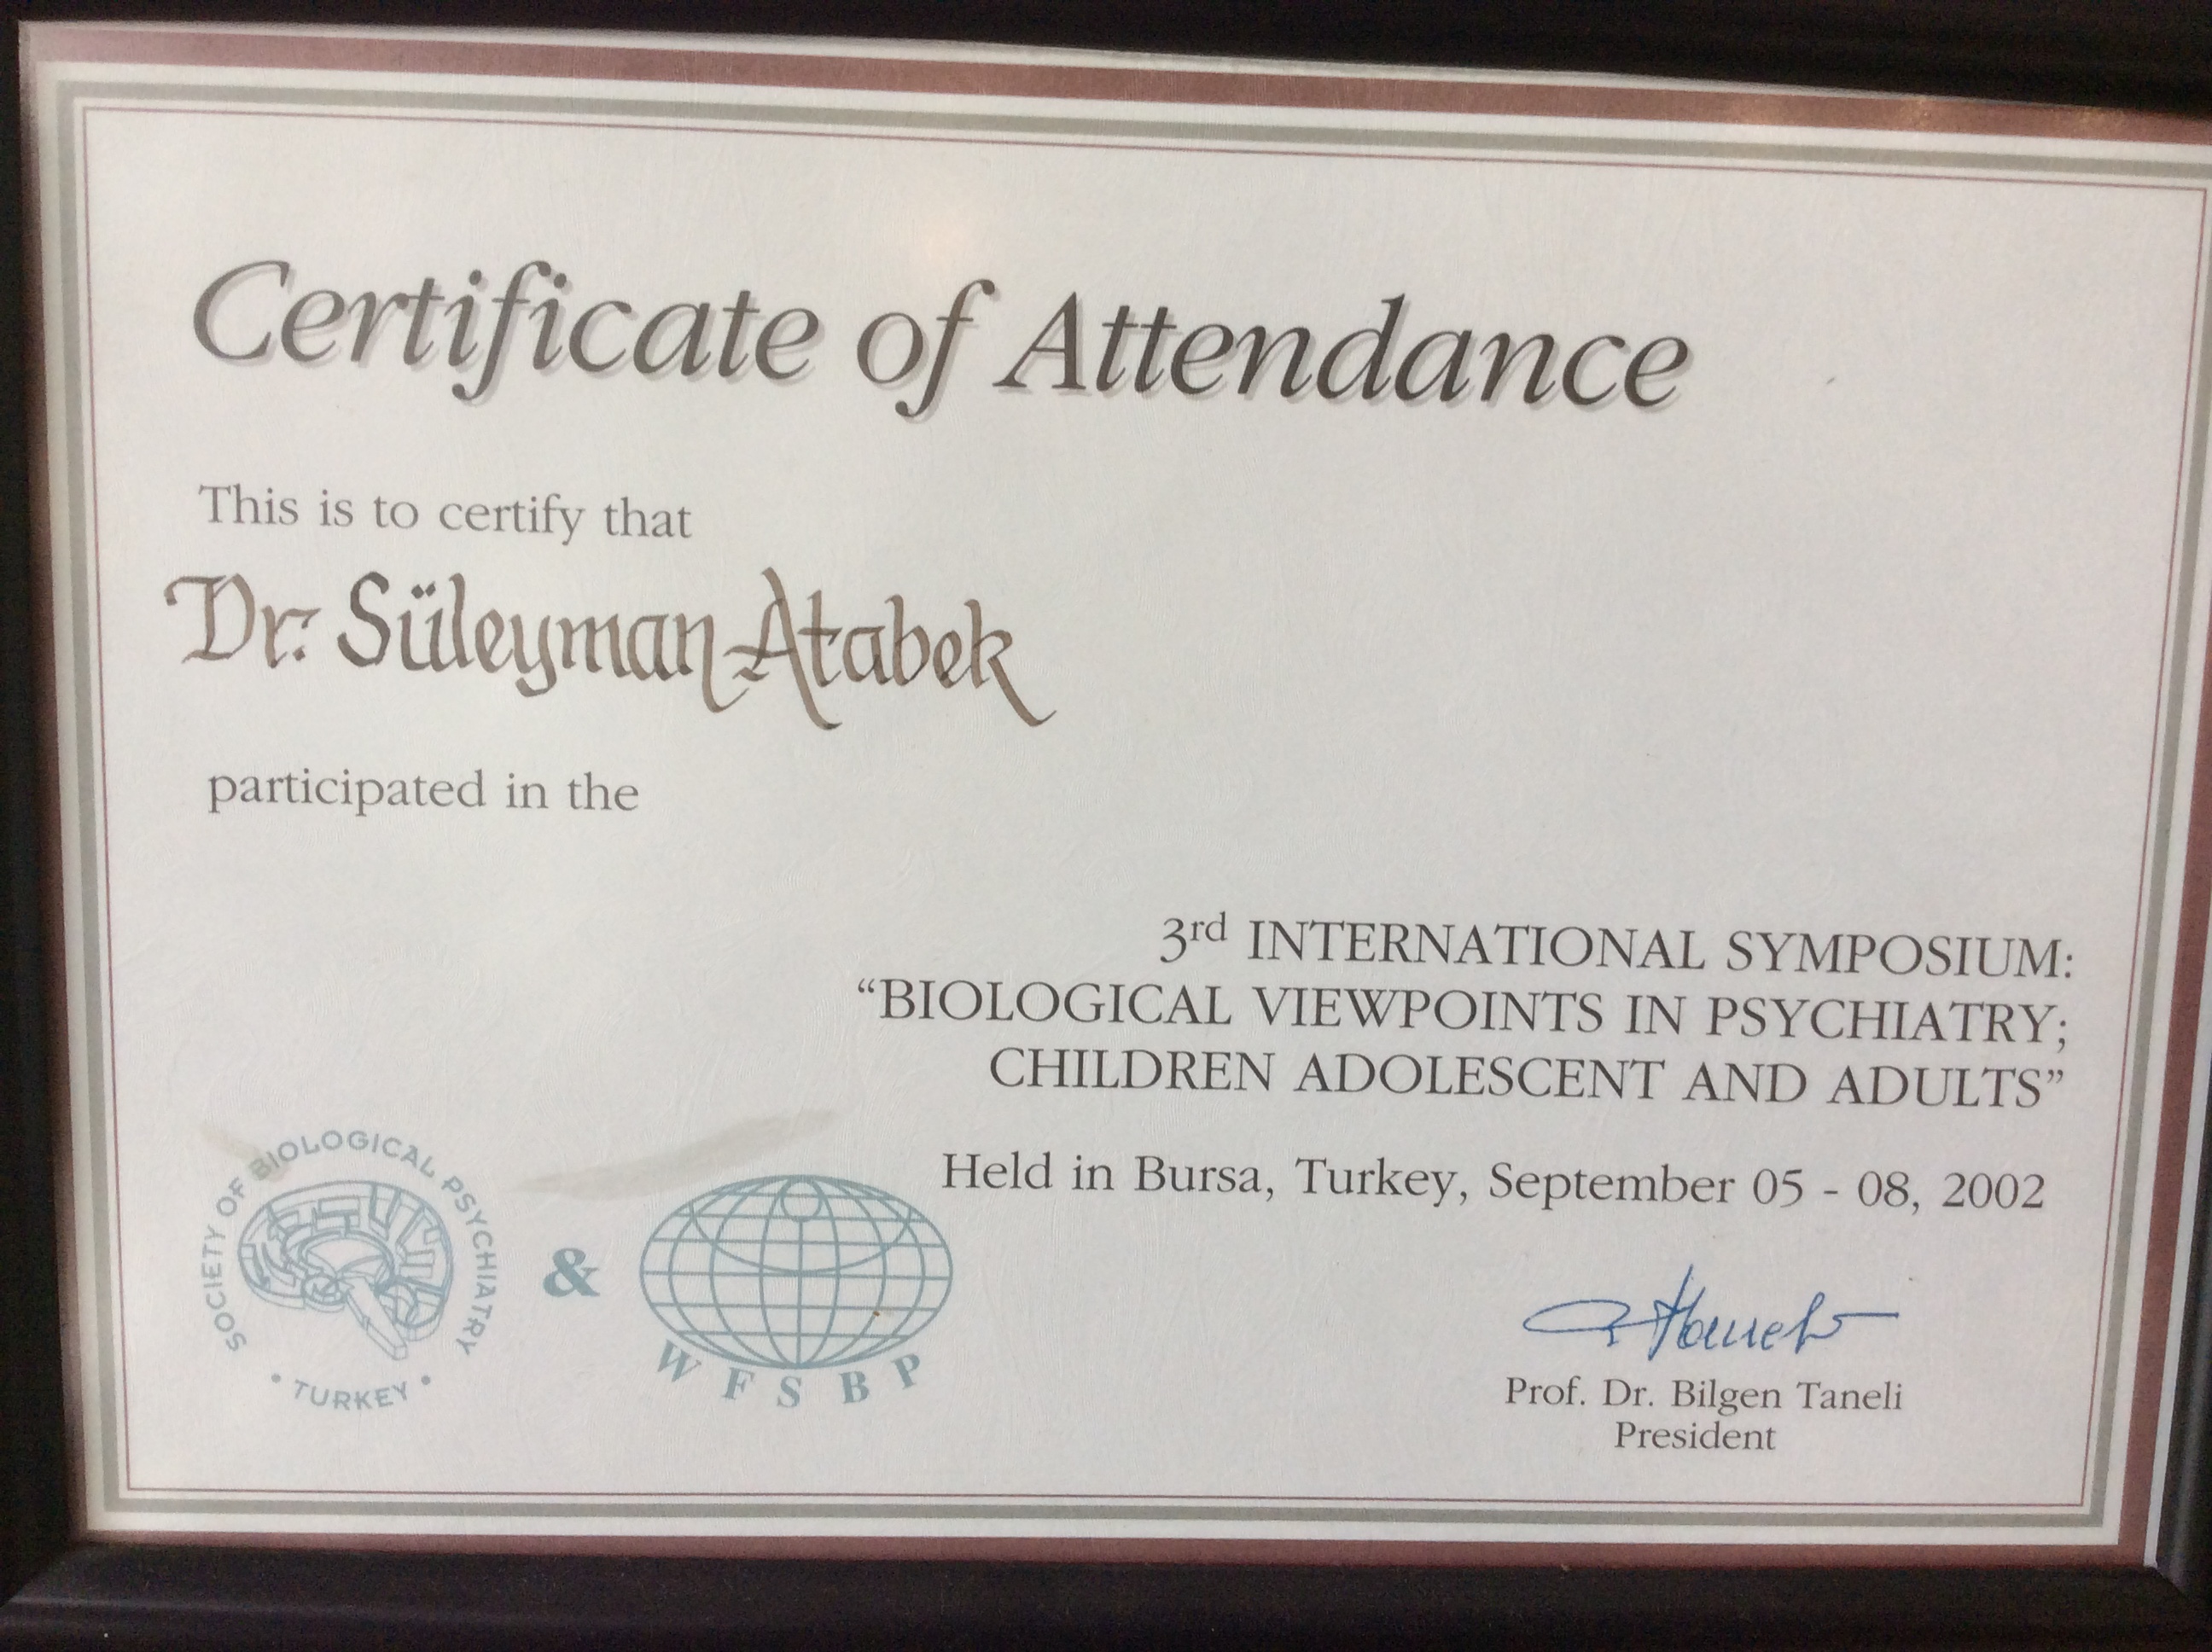 Certificate of Attendance
This is to certify that
Dr. Süleyman Atabek
participated in the
3rd INTERNATIONAL SYMPOSIUM:
“BIOLOGICAL VIEWPOINTS IN PSYCHIATRY;
CHILDREN ADOLESCENT AND ADULTS”
Held in Bursa, Turkey, September 05 - 08, 2002
SOCIETY OF BIOLOGICAL PSYCHIATRY
• TURKEY •
&
W F S B P
Prof. Dr. Bilgen Taneli
President